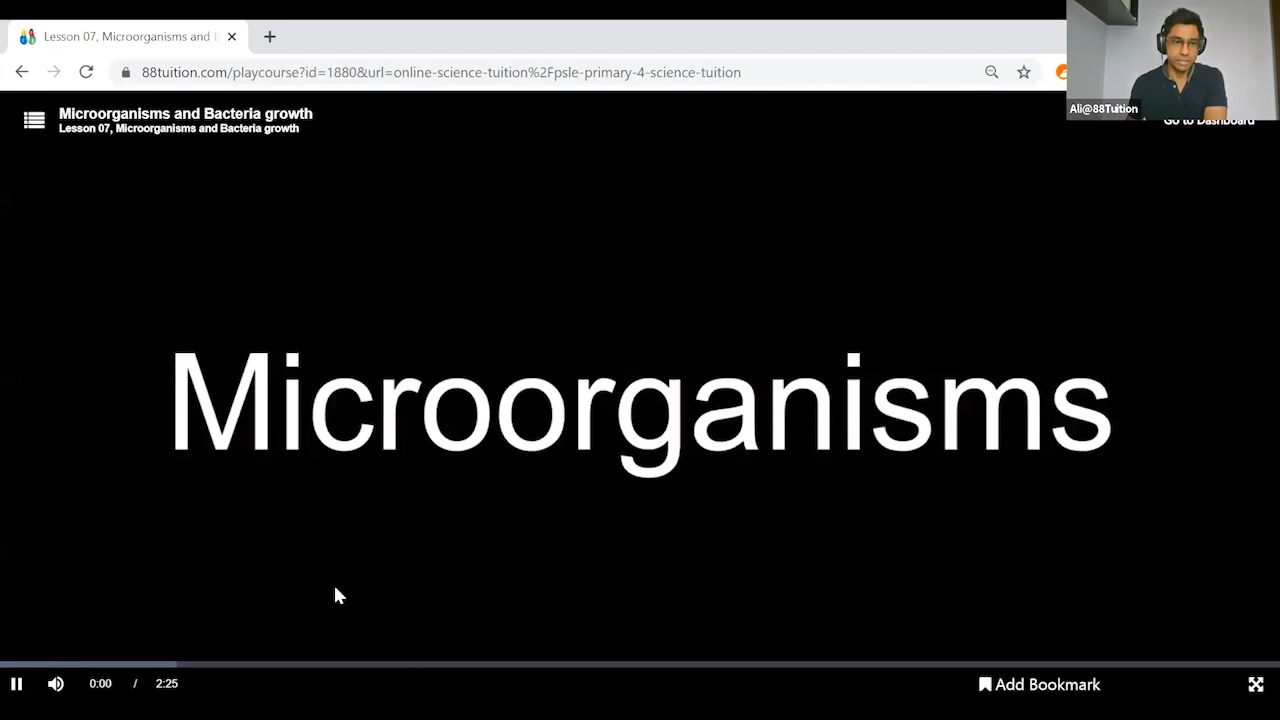 Lesson 07, Microorganisms and B
88tuition.com/playcourse?id=1880&url=online-science-tuition%2Fpsle-primary-4-science-tuition
Ali@88Tuition
Microorganisms and Bacteria growth
Go to Dashboard
Lesson 07, Microorganisms and Bacteria growth
Microorganisms
0:00 / 2:25
Add Bookmark